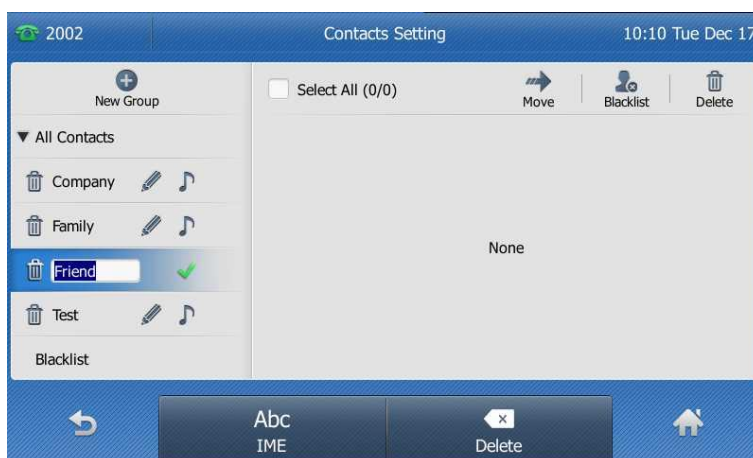 2002
Contacts Setting
10:10 Tue Dec 17
New Group
Select All (0/0)
Move
Blacklist
Delete
All Contacts
Company
Family
Friend
Test
Blacklist
None
Abc
IME
Delete